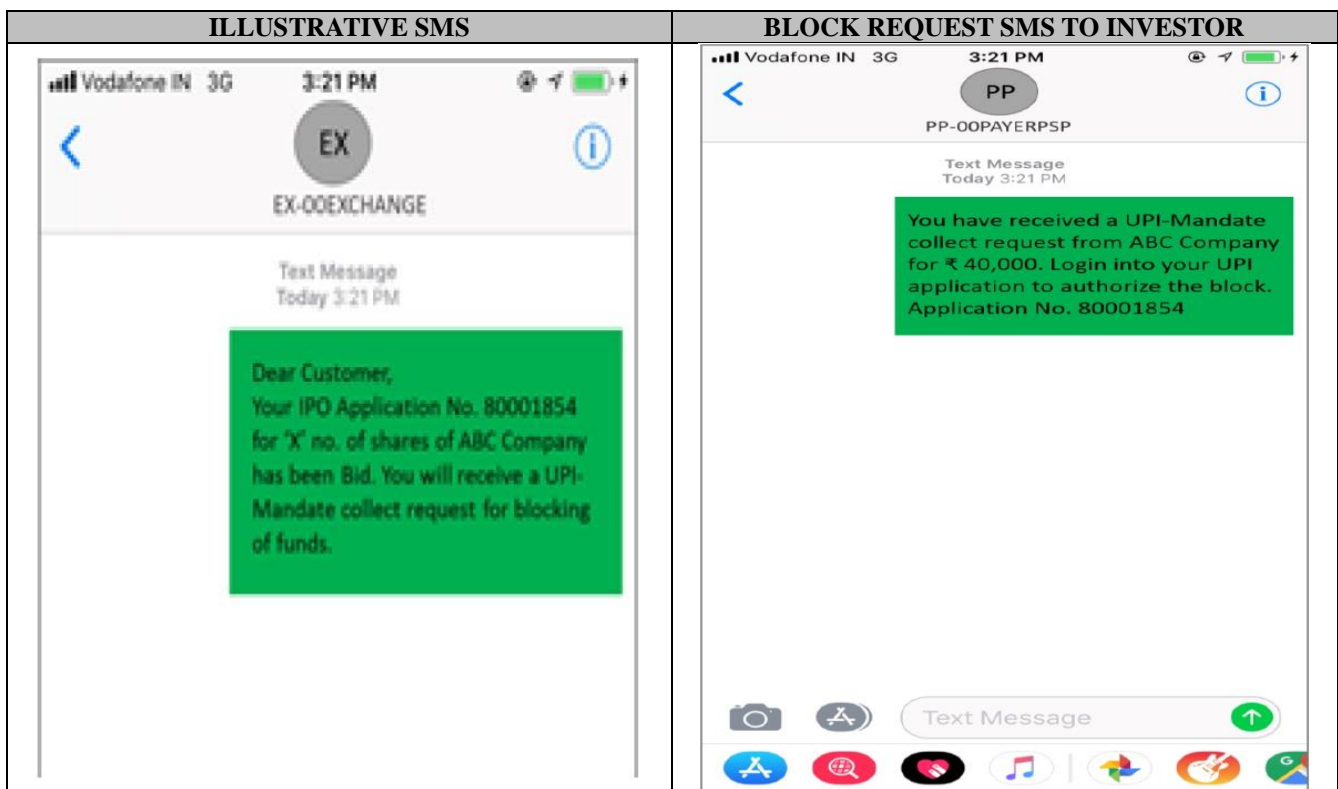 ILLUSTRATIVE SMS
Vodafone IN 3G 3:21 PM
EX
EX-00EXCHANGE
Text Message
Today 3:21 PM
Dear Customer,
Your IPO Application No. 80001854
for 'X' no. of shares of ABC Company
has been Bid. You will receive a UPI-
Mandate collect request for blocking
of funds.
BLOCK REQUEST SMS TO INVESTOR
Vodafone IN 3G 3:21 PM
PP
PP-00PAYERPSP
Text Message
Today 3:21 PM
You have received a UPI-Mandate
collect request from ABC Company
for ₹ 40,000. Login into your UPI
application to authorize the block.
Application No. 80001854
Text Message
G